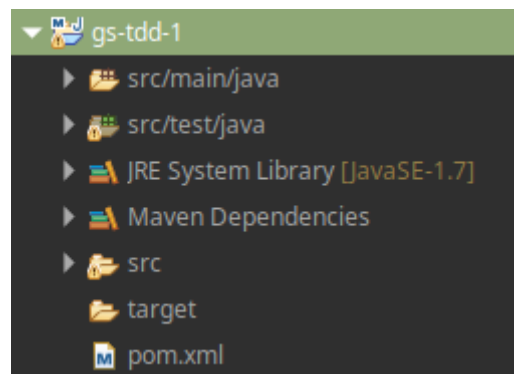 gs-tdd-1
src/main/java
src/test/java
JRE System Library [JavaSE-1.7]
Maven Dependencies
src
target
pom.xml